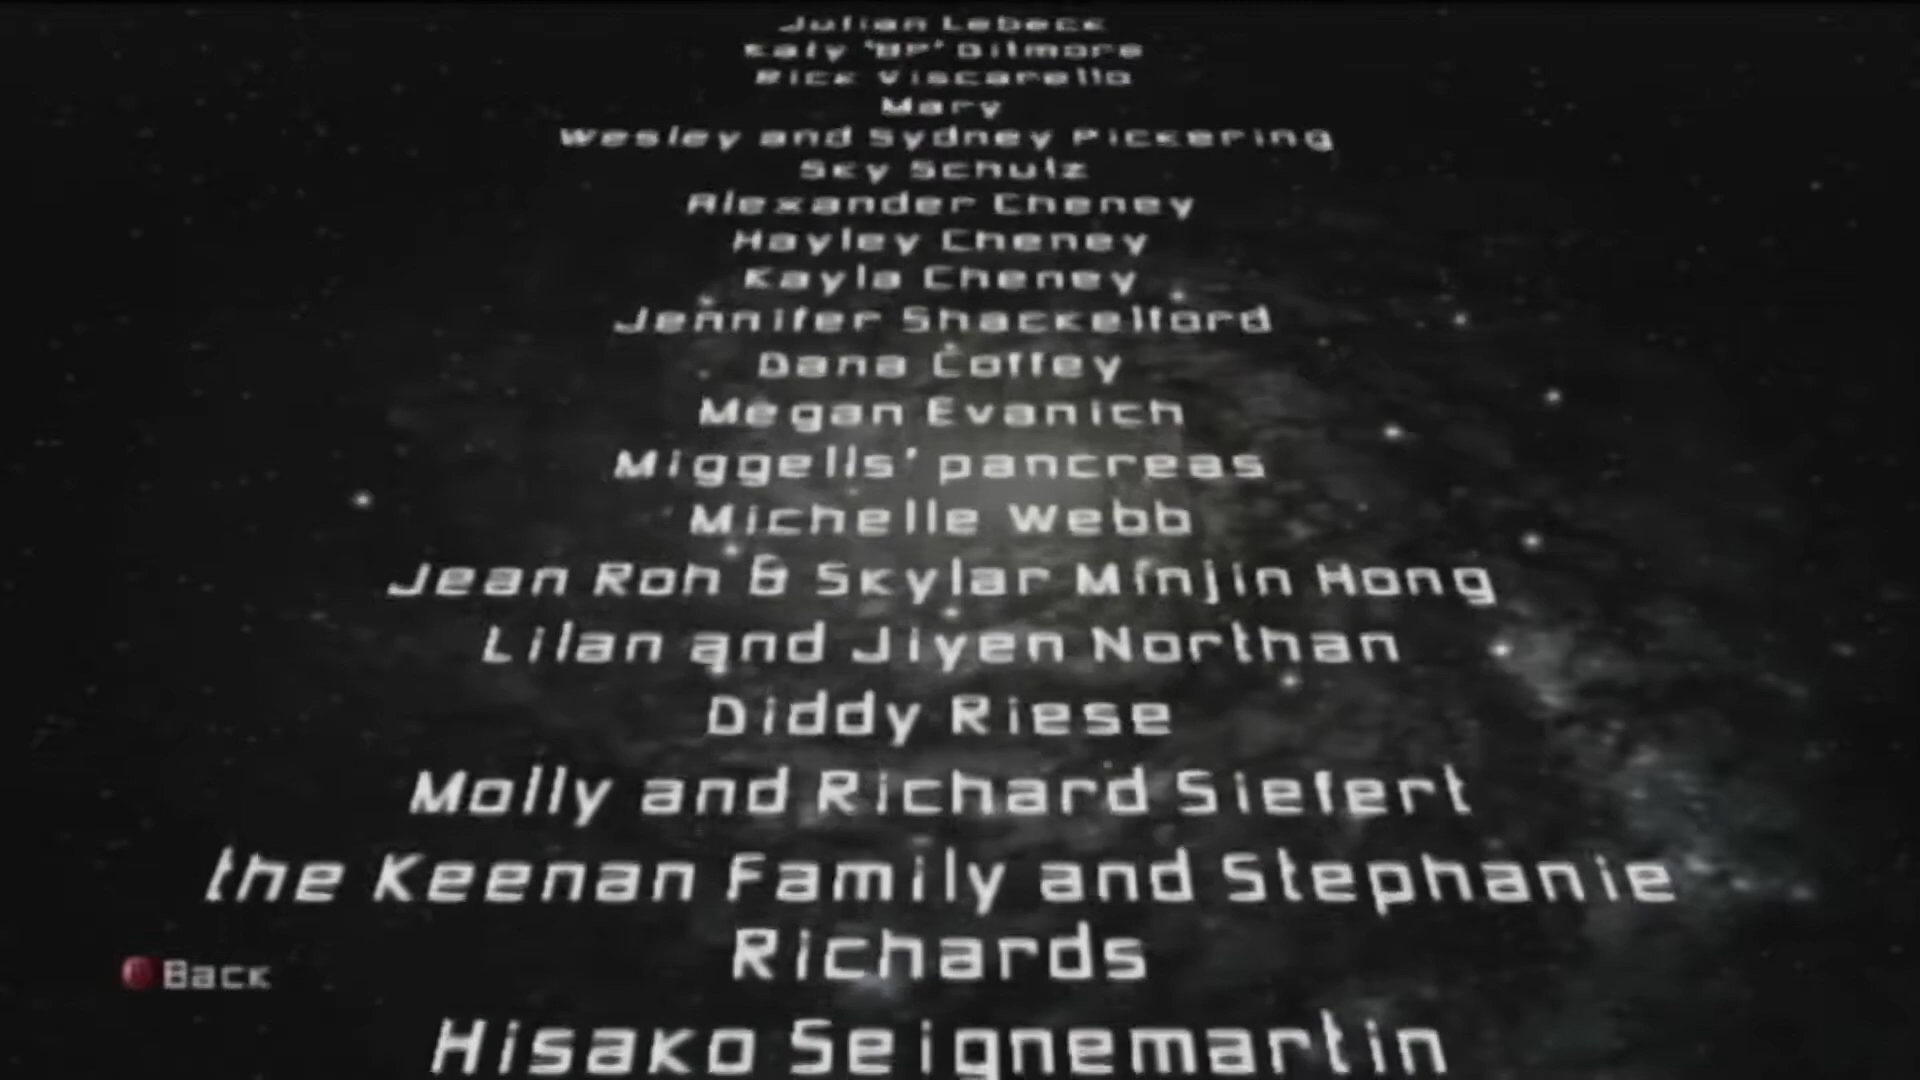 Julian Lebeck
Katy "BP" Gilmore
Rick Viscarello
Mary
Wesley and Sydney Pickering
Sky Schulz
Alexander Cheney
Hayley Cheney
Kayla Cheney
Jennifer Shackelford
Dana Coffey
Megan Evanich
Miggells' pancreas
Michelle Webb
Jean Roh & Skylar Minjin Hong
Lilan and Jiyen Northan
Diddy Riese
Molly and Richard Siefert
the Keenan Family and Stephanie
Richards
Back
Hisako Seignemartin